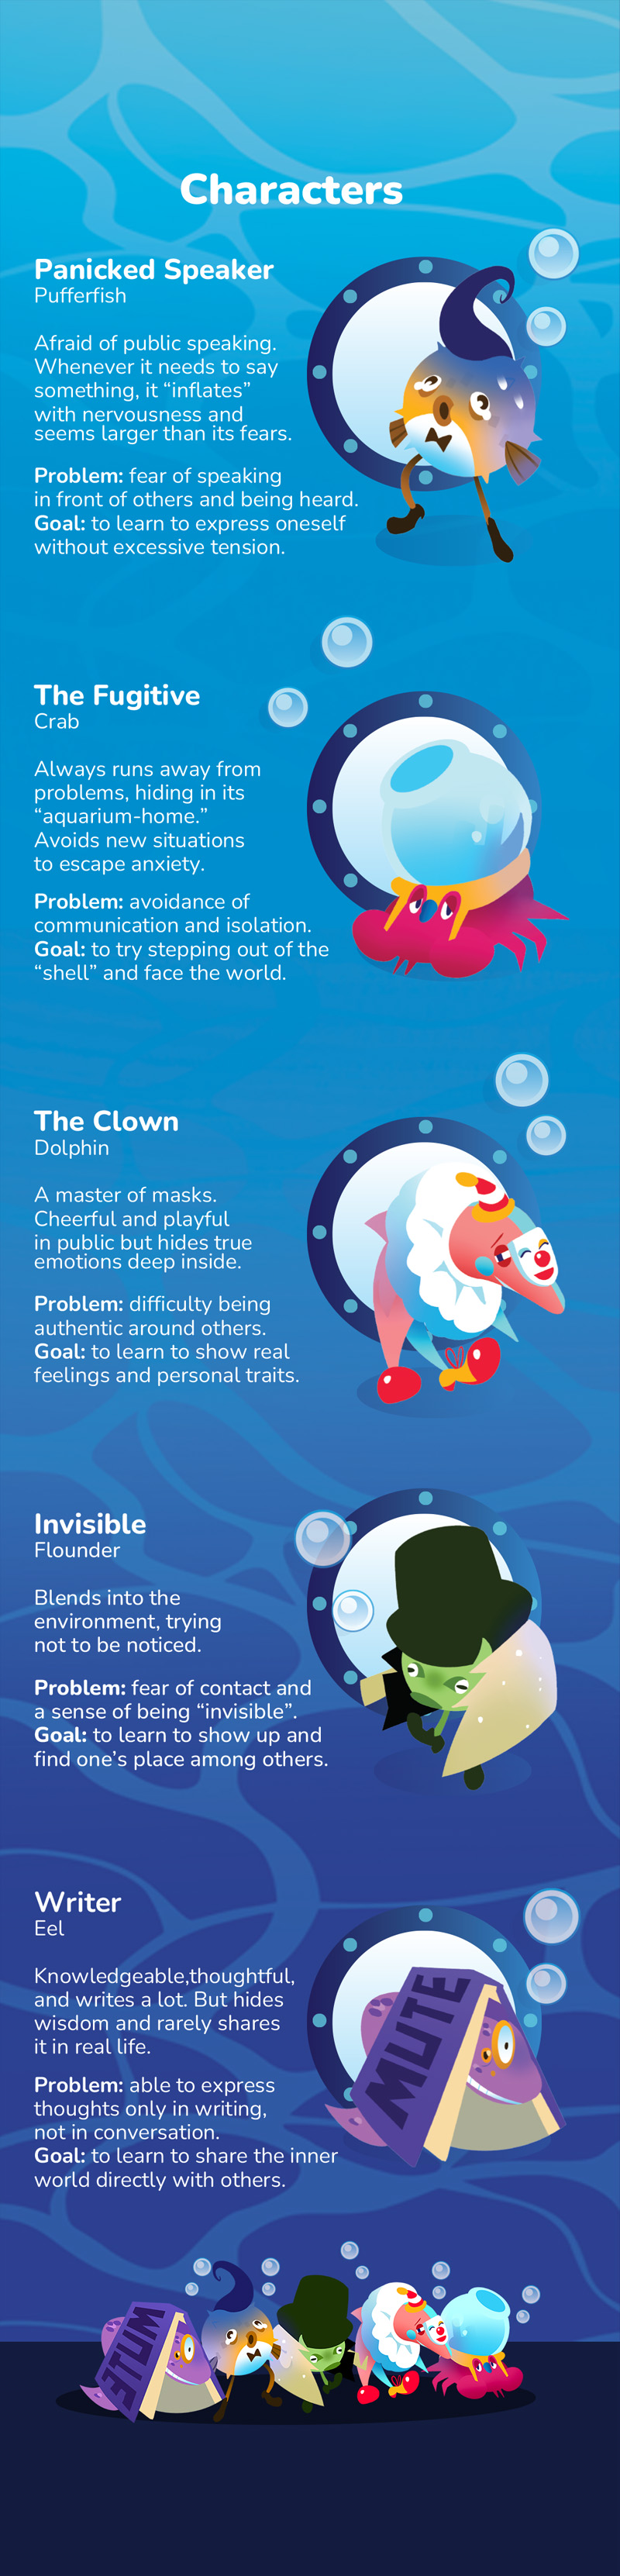 Characters
Panicked Speaker
Pufferfish
Afraid of public speaking.
Whenever it needs to say
something, it “inflates”
with nervousness and
seems larger than its fears.
Problem: fear of speaking
in front of others and being heard.
Goal: to learn to express oneself
without excessive tension.
The Fugitive
Crab
Always runs away from
problems, hiding in its
“aquarium-home.”
Avoids new situations
to escape anxiety.
Problem: avoidance of
communication and isolation.
Goal: to try stepping out of the
“shell” and face the world.
The Clown
Dolphin
A master of masks.
Cheerful and playful
in public but hides true
emotions deep inside.
Problem: difficulty being
authentic around others.
Goal: to learn to show real
feelings and personal traits.
Invisible
Flounder
Blends into the
environment, trying
not to be noticed.
Problem: fear of contact and
a sense of being “invisible”.
Goal: to learn to show up and
find one’s place among others.
Writer
Eel
Knowledgeable,thoughtful,
and writes a lot. But hides
wisdom and rarely shares
it in real life.
Problem: able to express
thoughts only in writing,
not in conversation.
Goal: to learn to share the inner
world directly with others.
MUTE
MUTE